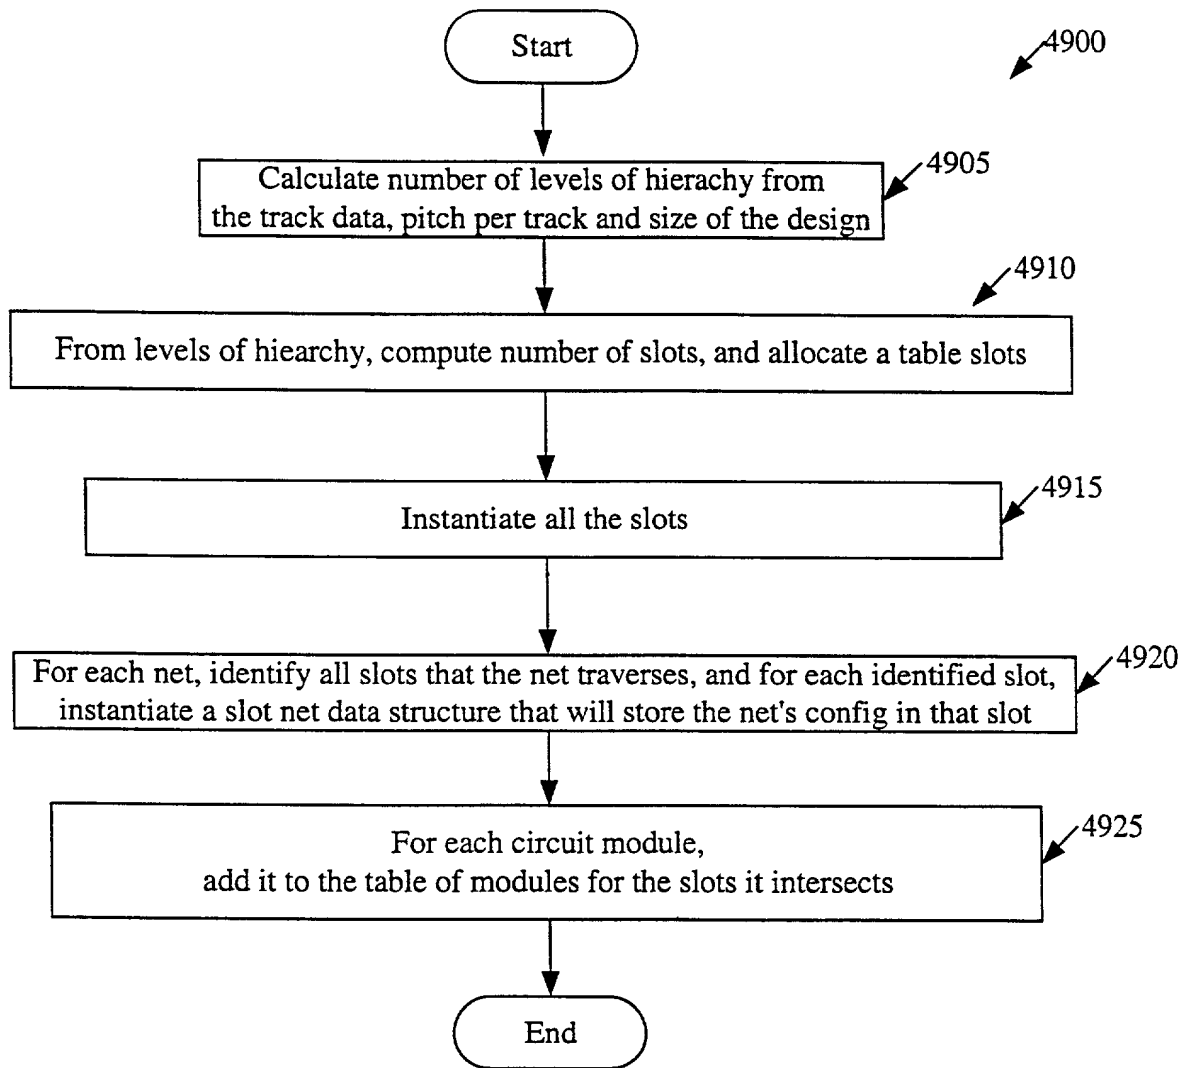 Start
4900
4905
Calculate number of levels of hierachy from
the track data, pitch per track and size of the design
4910
From levels of hiearchy, compute number of slots, and allocate a table slots
4915
Instantiate all the slots
4920
For each net, identify all slots that the net traverses, and for each identified slot,
instantiate a slot net data structure that will store the net's config in that slot
4925
For each circuit module,
add it to the table of modules for the slots it intersects
End